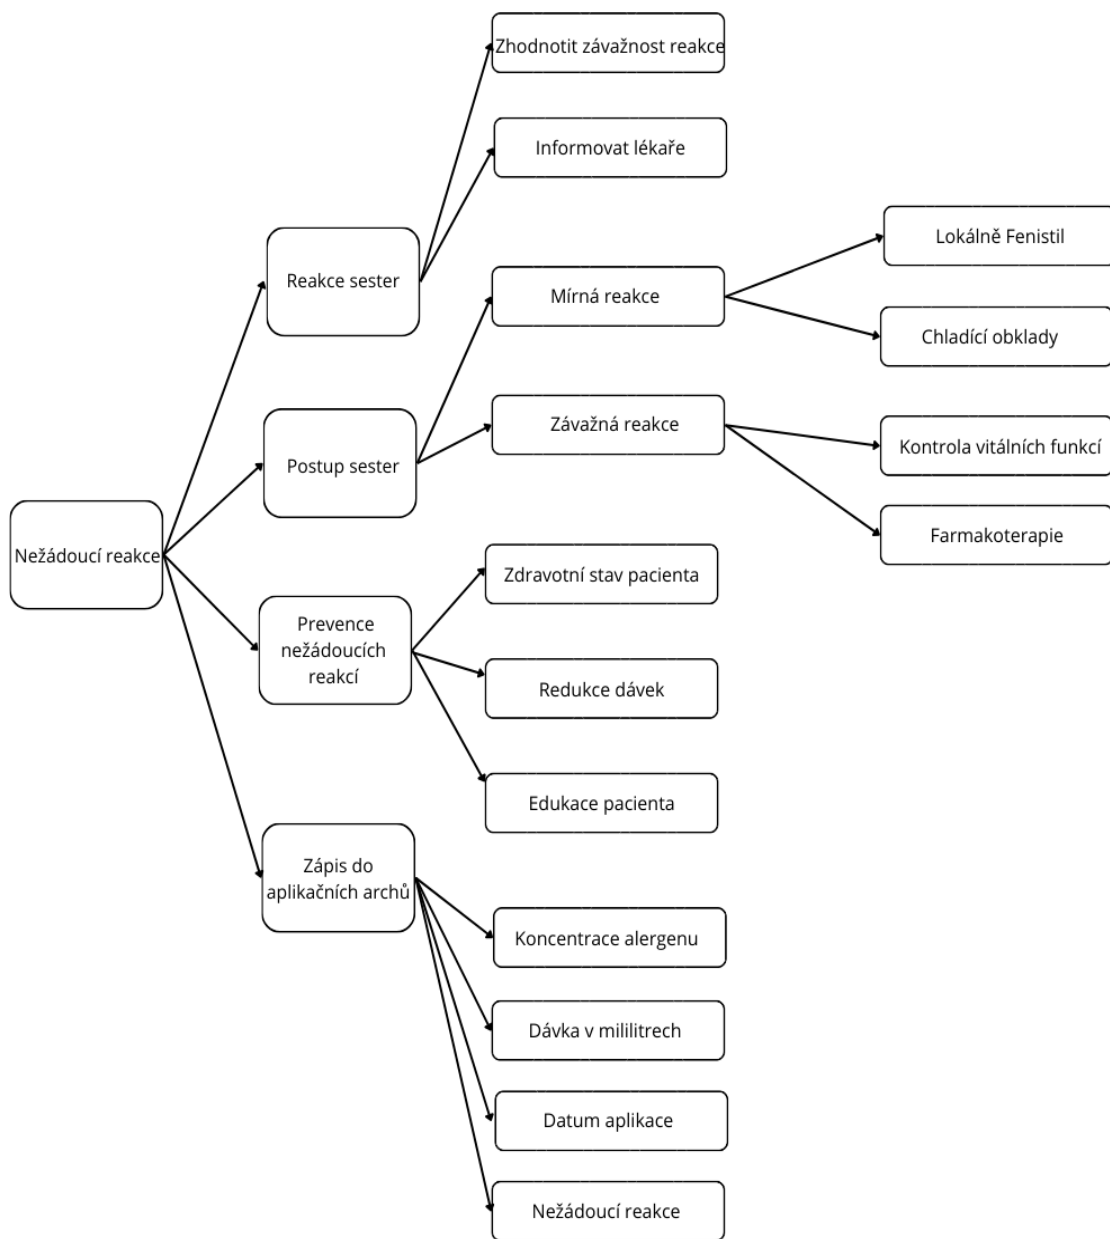 Zhodnotit závažnost reakce
Informovat lékaře
Lokálně Fenistil
Reakce sester
Mírná reakce
Chladící obklady
Závažná reakce
Kontrola vitálních funkcí
Postup sester
Farmakoterapie
Nežádoucí reakce
Zdravotní stav pacienta
Prevence
nežádoucích
reakcí
Redukce dávek
Edukace pacienta
Zápis do
aplikačních archů
Koncentrace alergenu
Dávka v mililitrech
Datum aplikace
Nežádoucí reakce